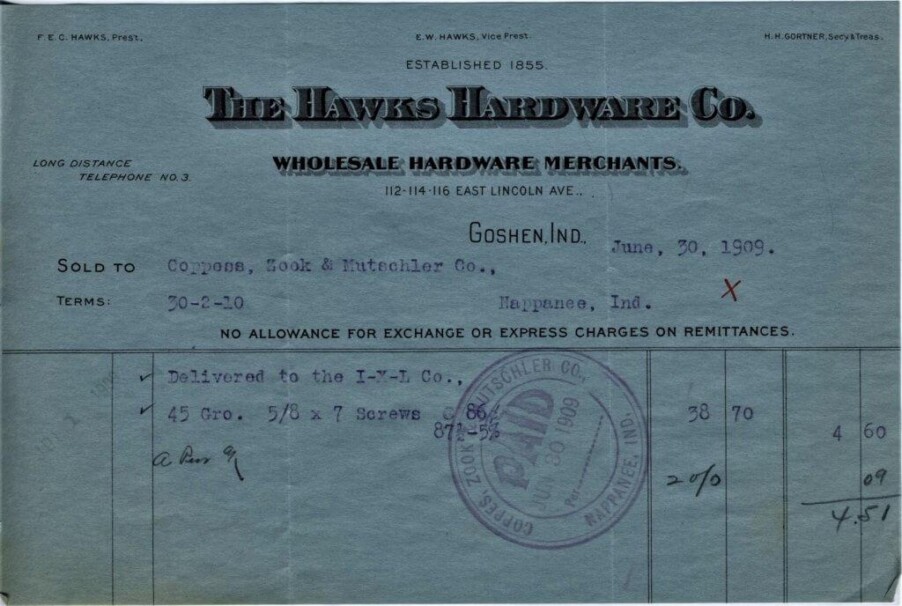 F. E. C. HAWKS, Prest.
E. W. HAWKS, Vice Prest.
H. H. GORTNER, Secy & Treas.
ESTABLISHED 1855.
THE HAWKS HARDWARE CO.
LONG DISTANCE
TELEPHONE NO. 3.
WHOLESALE HARDWARE MERCHANTS.
112-114-116 EAST LINCOLN AVE.,
GOSHEN, IND., June, 30, 1909.
SOLD TO Coppess, Zook & Mutschler Co.,
TERMS: 30-2-10 Nappanee, Ind. X
NO ALLOWANCE FOR EXCHANGE OR EXPRESS CHARGES ON REMITTANCES.
Delivered to the I-X-L Co.,
45 Gro. 5/8 x 7 Screws @ 86/ 38 70
87½-5% 4 60
2 0/0 09
4.51
COPPES, ZOOK & MUTSCHLER CO.,
NAPPANEE, IND.
PAID
JUN 30 1909
Per